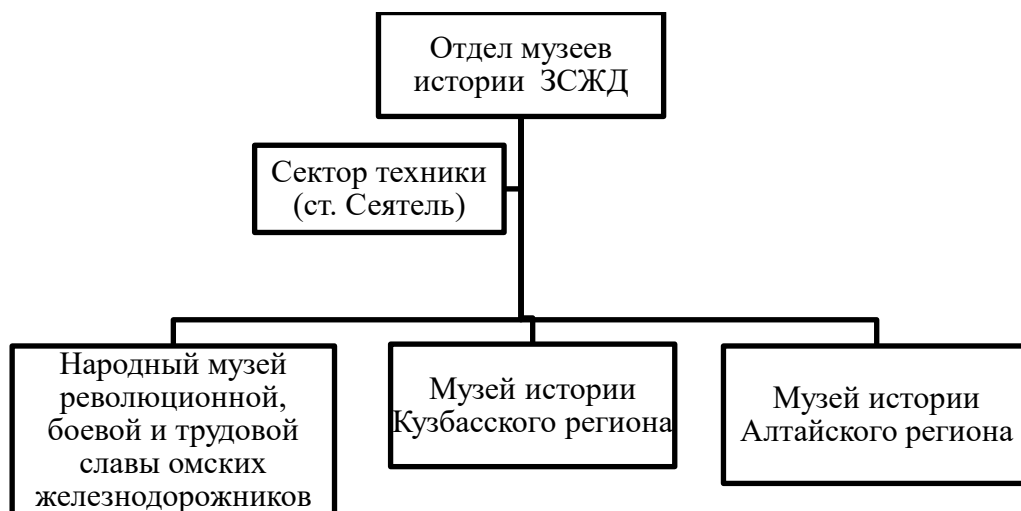 Отдел музеев
истории ЗСЖД
Сектор техники
(ст. Сеятель)
Народный музей
революционной,
боевой и трудовой
славы омских
железнодорожников
Музей истории
Кузбасского региона
Музей истории
Алтайского региона